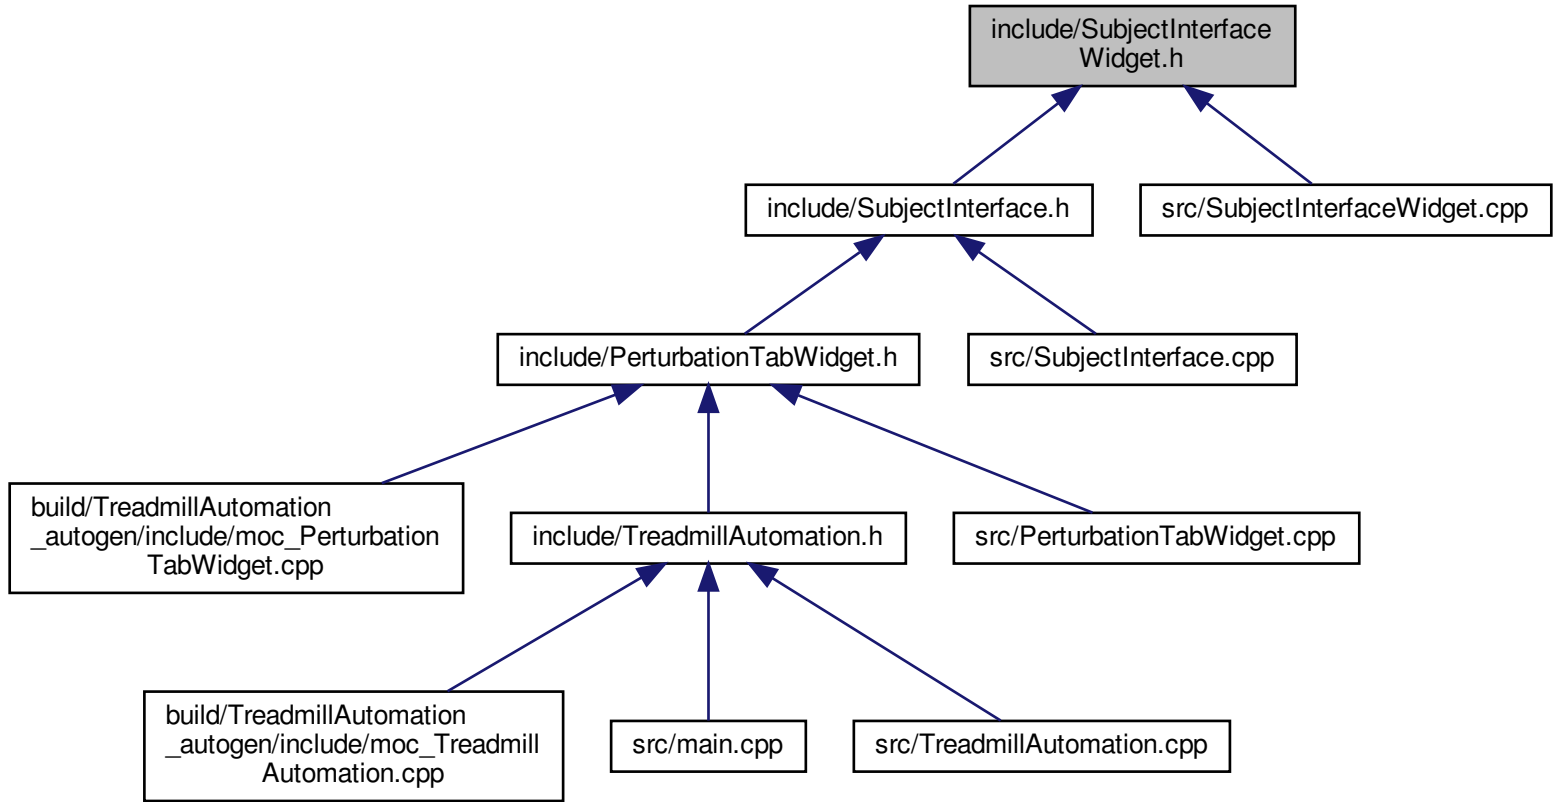 include/SubjectInterface
Widget.h
include/SubjectInterface.h
src/SubjectInterfaceWidget.cpp
include/PerturbationTabWidget.h
src/SubjectInterface.cpp
build/TreadmillAutomation
_autogen/include/moc_Perturbation
TabWidget.cpp
include/TreadmillAutomation.h
src/PerturbationTabWidget.cpp
build/TreadmillAutomation
_autogen/include/moc_Treadmill
Automation.cpp
src/main.cpp
src/TreadmillAutomation.cpp